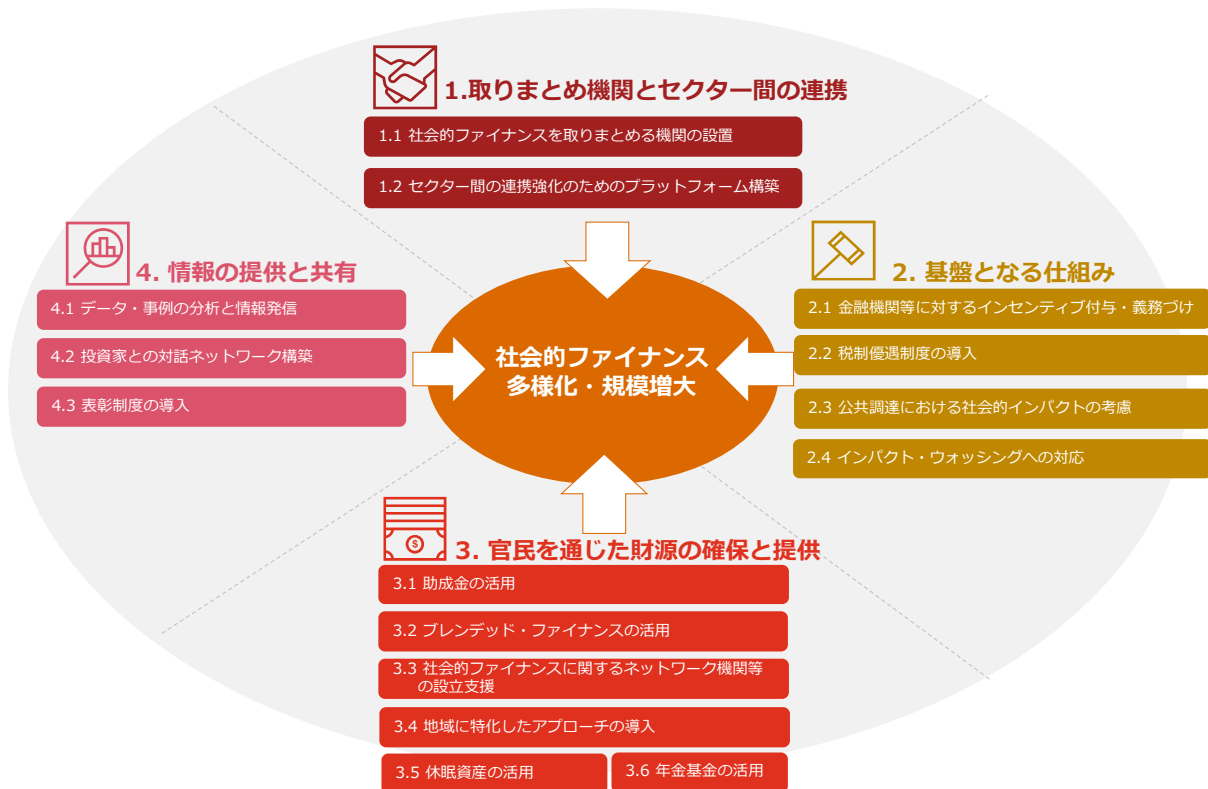 1.取りまとめ機関とセクター間の連携
1.1 社会的ファイナンスを取りまとめる機関の設置
1.2 セクター間の連携強化のためのプラットフォーム構築
4. 情報の提供と共有
4.1 データ・事例の分析と情報発信
4.2 投資家との対話ネットワーク構築
4.3 表彰制度の導入
社会的ファイナンス
多様化・規模増大
2. 基盤となる仕組み
2.1 金融機関等に対するインセンティブ付与・義務づけ
2.2 税制優遇制度の導入
2.3 公共調達における社会的インパクトの考慮
2.4 インパクト・ウォッシングへの対応
$
3. 官民を通じた財源の確保と提供
3.1 助成金の活用
3.2 ブレンデッド・ファイナンスの活用
3.3 社会的ファイナンスに関するネットワーク機関等
の設立支援
3.4 地域に特化したアプローチの導入
3.5 休眠資産の活用
3.6 年金基金の活用